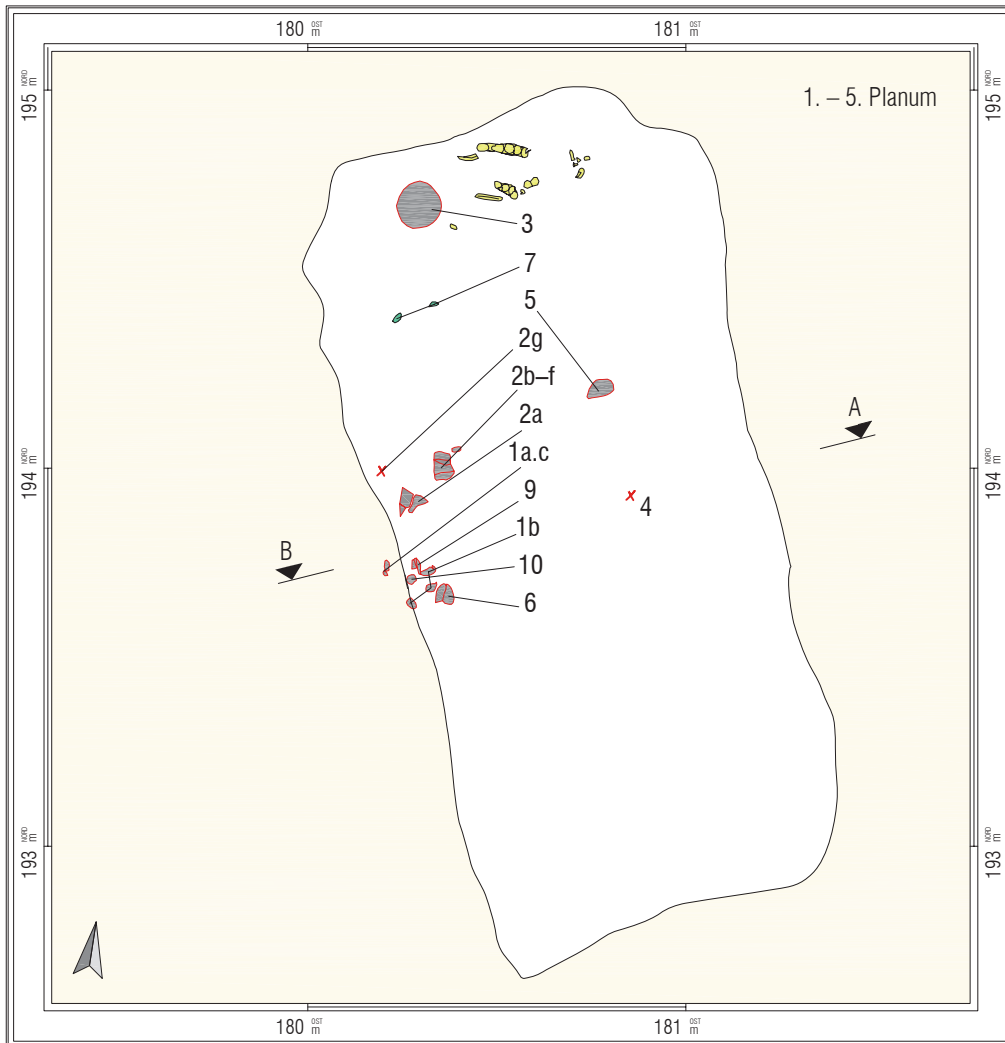 180 OST m
181 OST m
195 NORD m
195 NORD m
1. – 5. Planum
3
7
5
2g
2b–f
2a
A
1a.c
194 NORD m
194 NORD m
9
4
1b
B
10
6
193 NORD m
193 NORD m
180 OST m
181 OST m